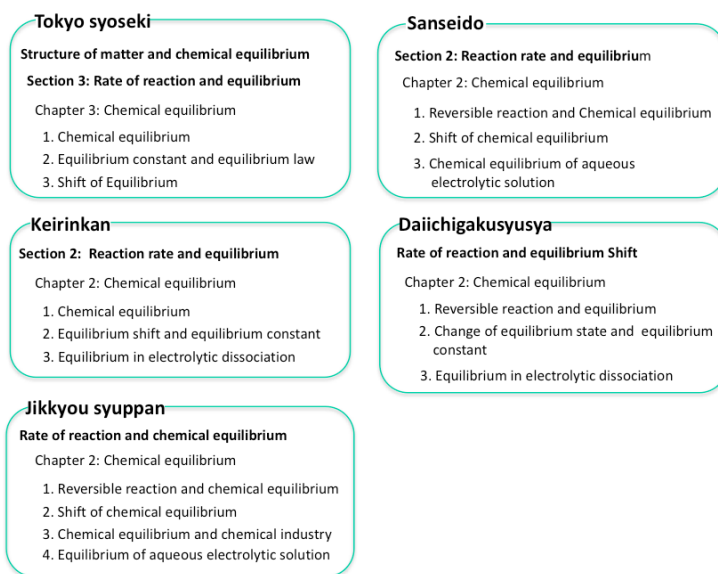 Tokyo syoseki
Structure of matter and chemical equilibrium
Section 3: Rate of reaction and equilibrium
Chapter 3: Chemical equilibrium
1. Chemical equilibrium
2. Equilibrium constant and equilibrium law
3. Shift of Equilibrium
Sanseido
Section 2: Reaction rate and equilibrium
Chapter 2: Chemical equilibrium
1. Reversible reaction and Chemical equilibrium
2. Shift of chemical equilibrium
3. Chemical equilibrium of aqueous
electrolytic solution
Keirinkan
Section 2: Reaction rate and equilibrium
Chapter 2: Chemical equilibrium
1. Chemical equilibrium
2. Equilibrium shift and equilibrium constant
3. Equilibrium in electrolytic dissociation
Daiichigakusyusya
Rate of reaction and equilibrium Shift
Chapter 2: Chemical equilibrium
1. Reversible reaction and equilibrium
2. Change of equilibrium state and equilibrium
constant
3. Equilibrium in electrolytic dissociation
Jikkyou syuppan
Rate of reaction and chemical equilibrium
Chapter 2: Chemical equilibrium
1. Reversible reaction and chemical equilibrium
2. Shift of chemical equilibrium
3. Chemical equilibrium and chemical industry
4. Equilibrium of aqueous electrolytic solution